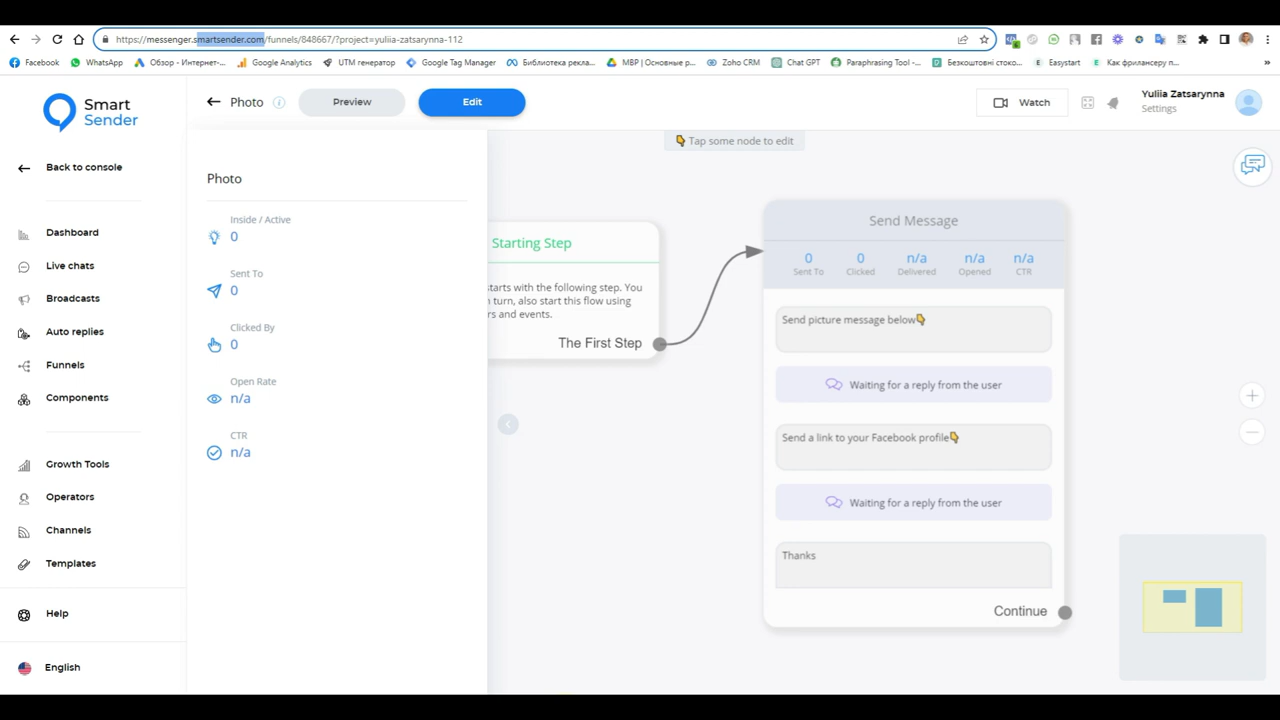 https://messenger.smartsender.com/funnels/848667/?project=yuliia-zatsarynna-112
Facebook
WhatsApp
Обзор - Интернет-...
Google Analytics
UTM генератор
Google Tag Manager
Библиотека рекла...
МВР | Основные р...
Zoho CRM
Chat GPT
Paraphrasing Tool -...
Безкоштовні стоко...
Easystart
Как фрилансеру п...
»
Smart
Sender
Photo
Preview
Edit
Watch
Yuliia Zatsarynna
Settings
Back to console
Dashboard
Live chats
Broadcasts
Auto replies
Funnels
Components
Growth Tools
Operators
Channels
Templates
Help
English
Photo
Inside / Active
0
Sent To
0
Clicked By
0
Open Rate
n/a
CTR
n/a
👇 Tap some node to edit
Starting Step
starts with the following step. You
turn, also start this flow using
rs and events.
The First Step
Send Message
0 0 n/a n/a n/a
Sent To Clicked Delivered Opened CTR
Send picture message below👇
Waiting for a reply from the user
Send a link to your Facebook profile👇
Waiting for a reply from the user
Thanks
Continue